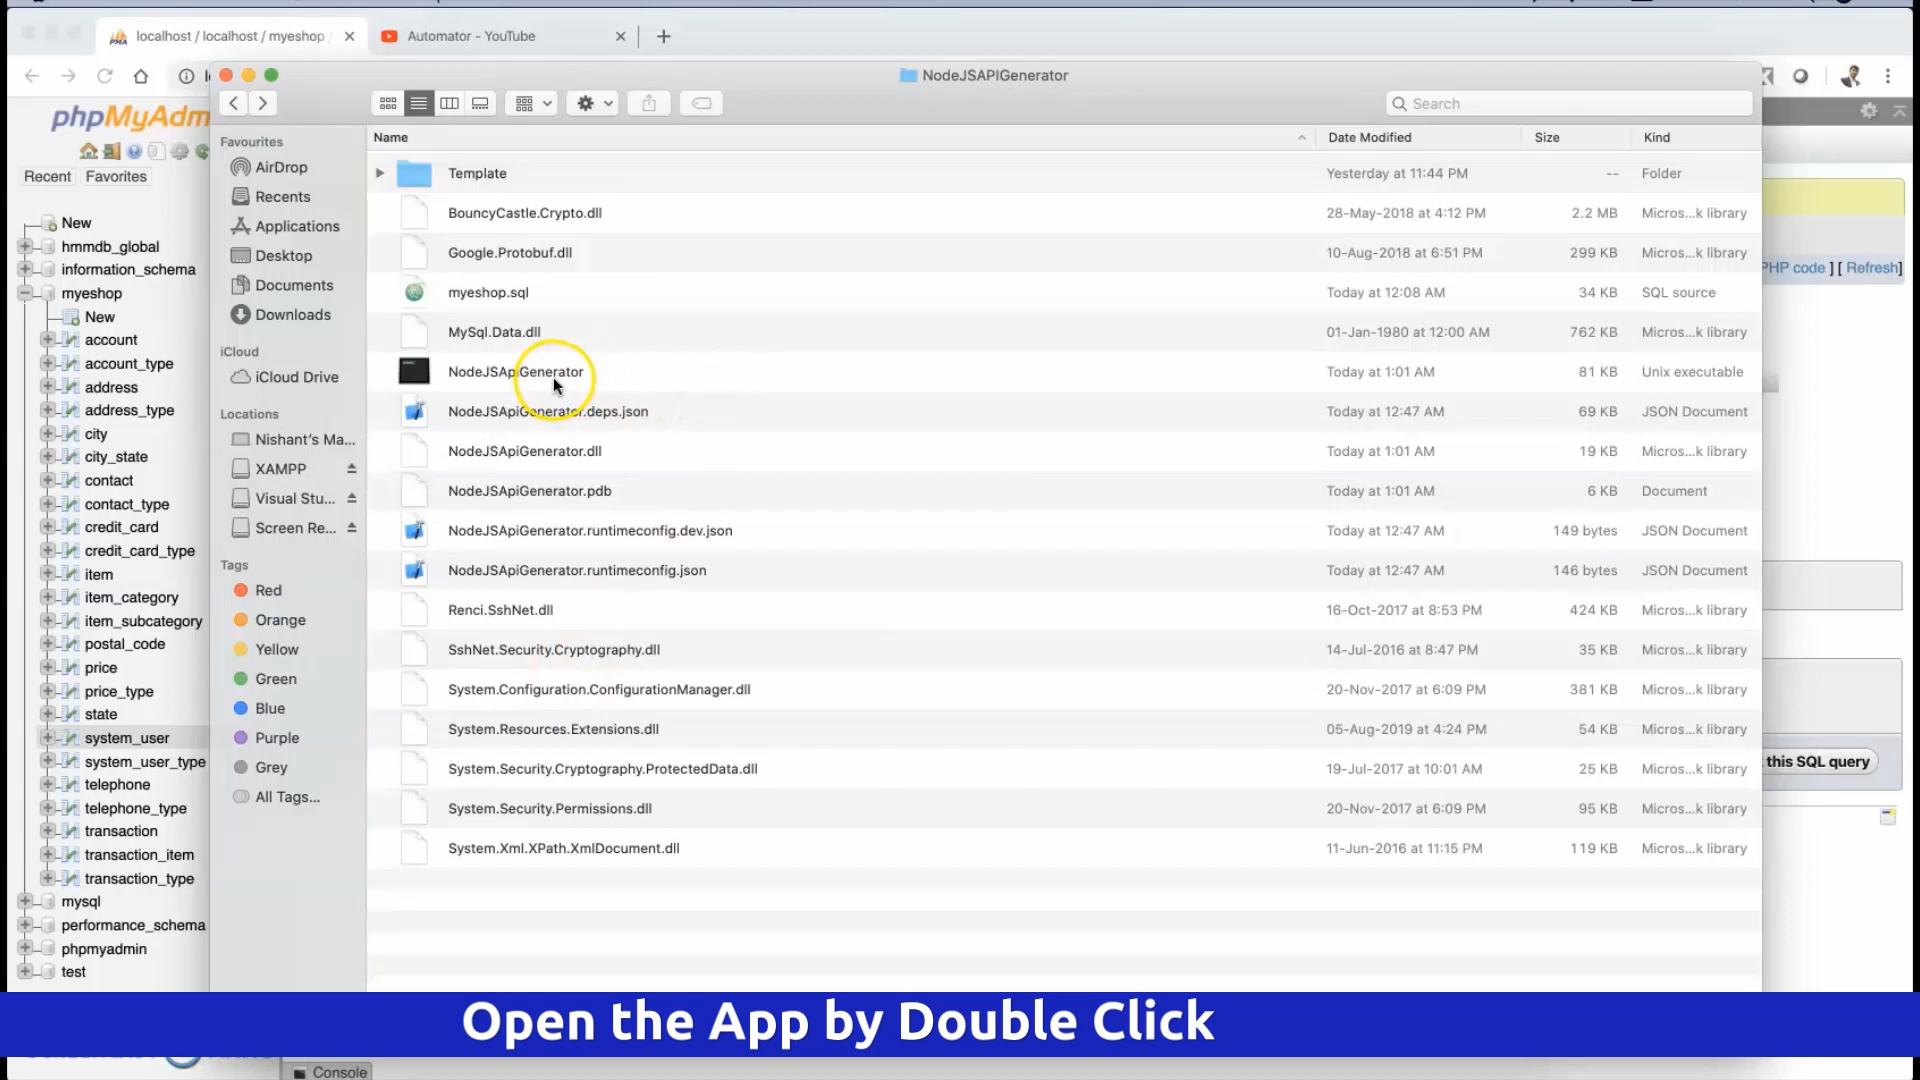 localhost / localhost / myeshop
Automator - YouTube
NodeJSAPIGenerator
Search
phpMyAdm
Recent Favorites
New
hmmdb_global
information_schema
myeshop
New
account
account_type
address
address_type
city
city_state
contact
contact_type
credit_card
credit_card_type
item
item_category
item_subcategory
postal_code
price
price_type
state
system_user
system_user_type
telephone
telephone_type
transaction
transaction_item
transaction_type
mysql
performance_schema
phpmyadmin
test
Favourites
AirDrop
Recents
Applications
Desktop
Documents
Downloads
iCloud
iCloud Drive
Locations
Nishant's Ma...
XAMPP
Visual Stu...
Screen Re...
Tags
Red
Orange
Yellow
Green
Blue
Purple
Grey
All Tags...
Name Date Modified Size Kind
Template Yesterday at 11:44 PM -- Folder
BouncyCastle.Crypto.dll 28-May-2018 at 4:12 PM 2.2 MB Micros...k library
Google.Protobuf.dll 10-Aug-2018 at 6:51 PM 299 KB Micros...k library
myeshop.sql Today at 12:08 AM 34 KB SQL source
MySql.Data.dll 01-Jan-1980 at 12:00 AM 762 KB Micros...k library
NodeJSApiGenerator Today at 1:01 AM 81 KB Unix executable
NodeJSApiGenerator.deps.json Today at 12:47 AM 69 KB JSON Document
NodeJSApiGenerator.dll Today at 1:01 AM 19 KB Micros...k library
NodeJSApiGenerator.pdb Today at 1:01 AM 6 KB Document
NodeJSApiGenerator.runtimeconfig.dev.json Today at 12:47 AM 149 bytes JSON Document
NodeJSApiGenerator.runtimeconfig.json Today at 12:47 AM 146 bytes JSON Document
Renci.SshNet.dll 16-Oct-2017 at 8:53 PM 424 KB Micros...k library
SshNet.Security.Cryptography.dll 14-Jul-2016 at 8:47 PM 35 KB Micros...k library
System.Configuration.ConfigurationManager.dll 20-Nov-2017 at 6:09 PM 381 KB Micros...k library
System.Resources.Extensions.dll 05-Aug-2019 at 4:24 PM 54 KB Micros...k library
System.Security.Cryptography.ProtectedData.dll 19-Jul-2017 at 10:01 AM 25 KB Micros...k library
System.Security.Permissions.dll 20-Nov-2017 at 6:09 PM 95 KB Micros...k library
System.Xml.XPath.XmlDocument.dll 11-Jun-2016 at 11:15 PM 119 KB Micros...k library
PHP code ] [ Refresh]
this SQL query
Open the App by Double Click
Console